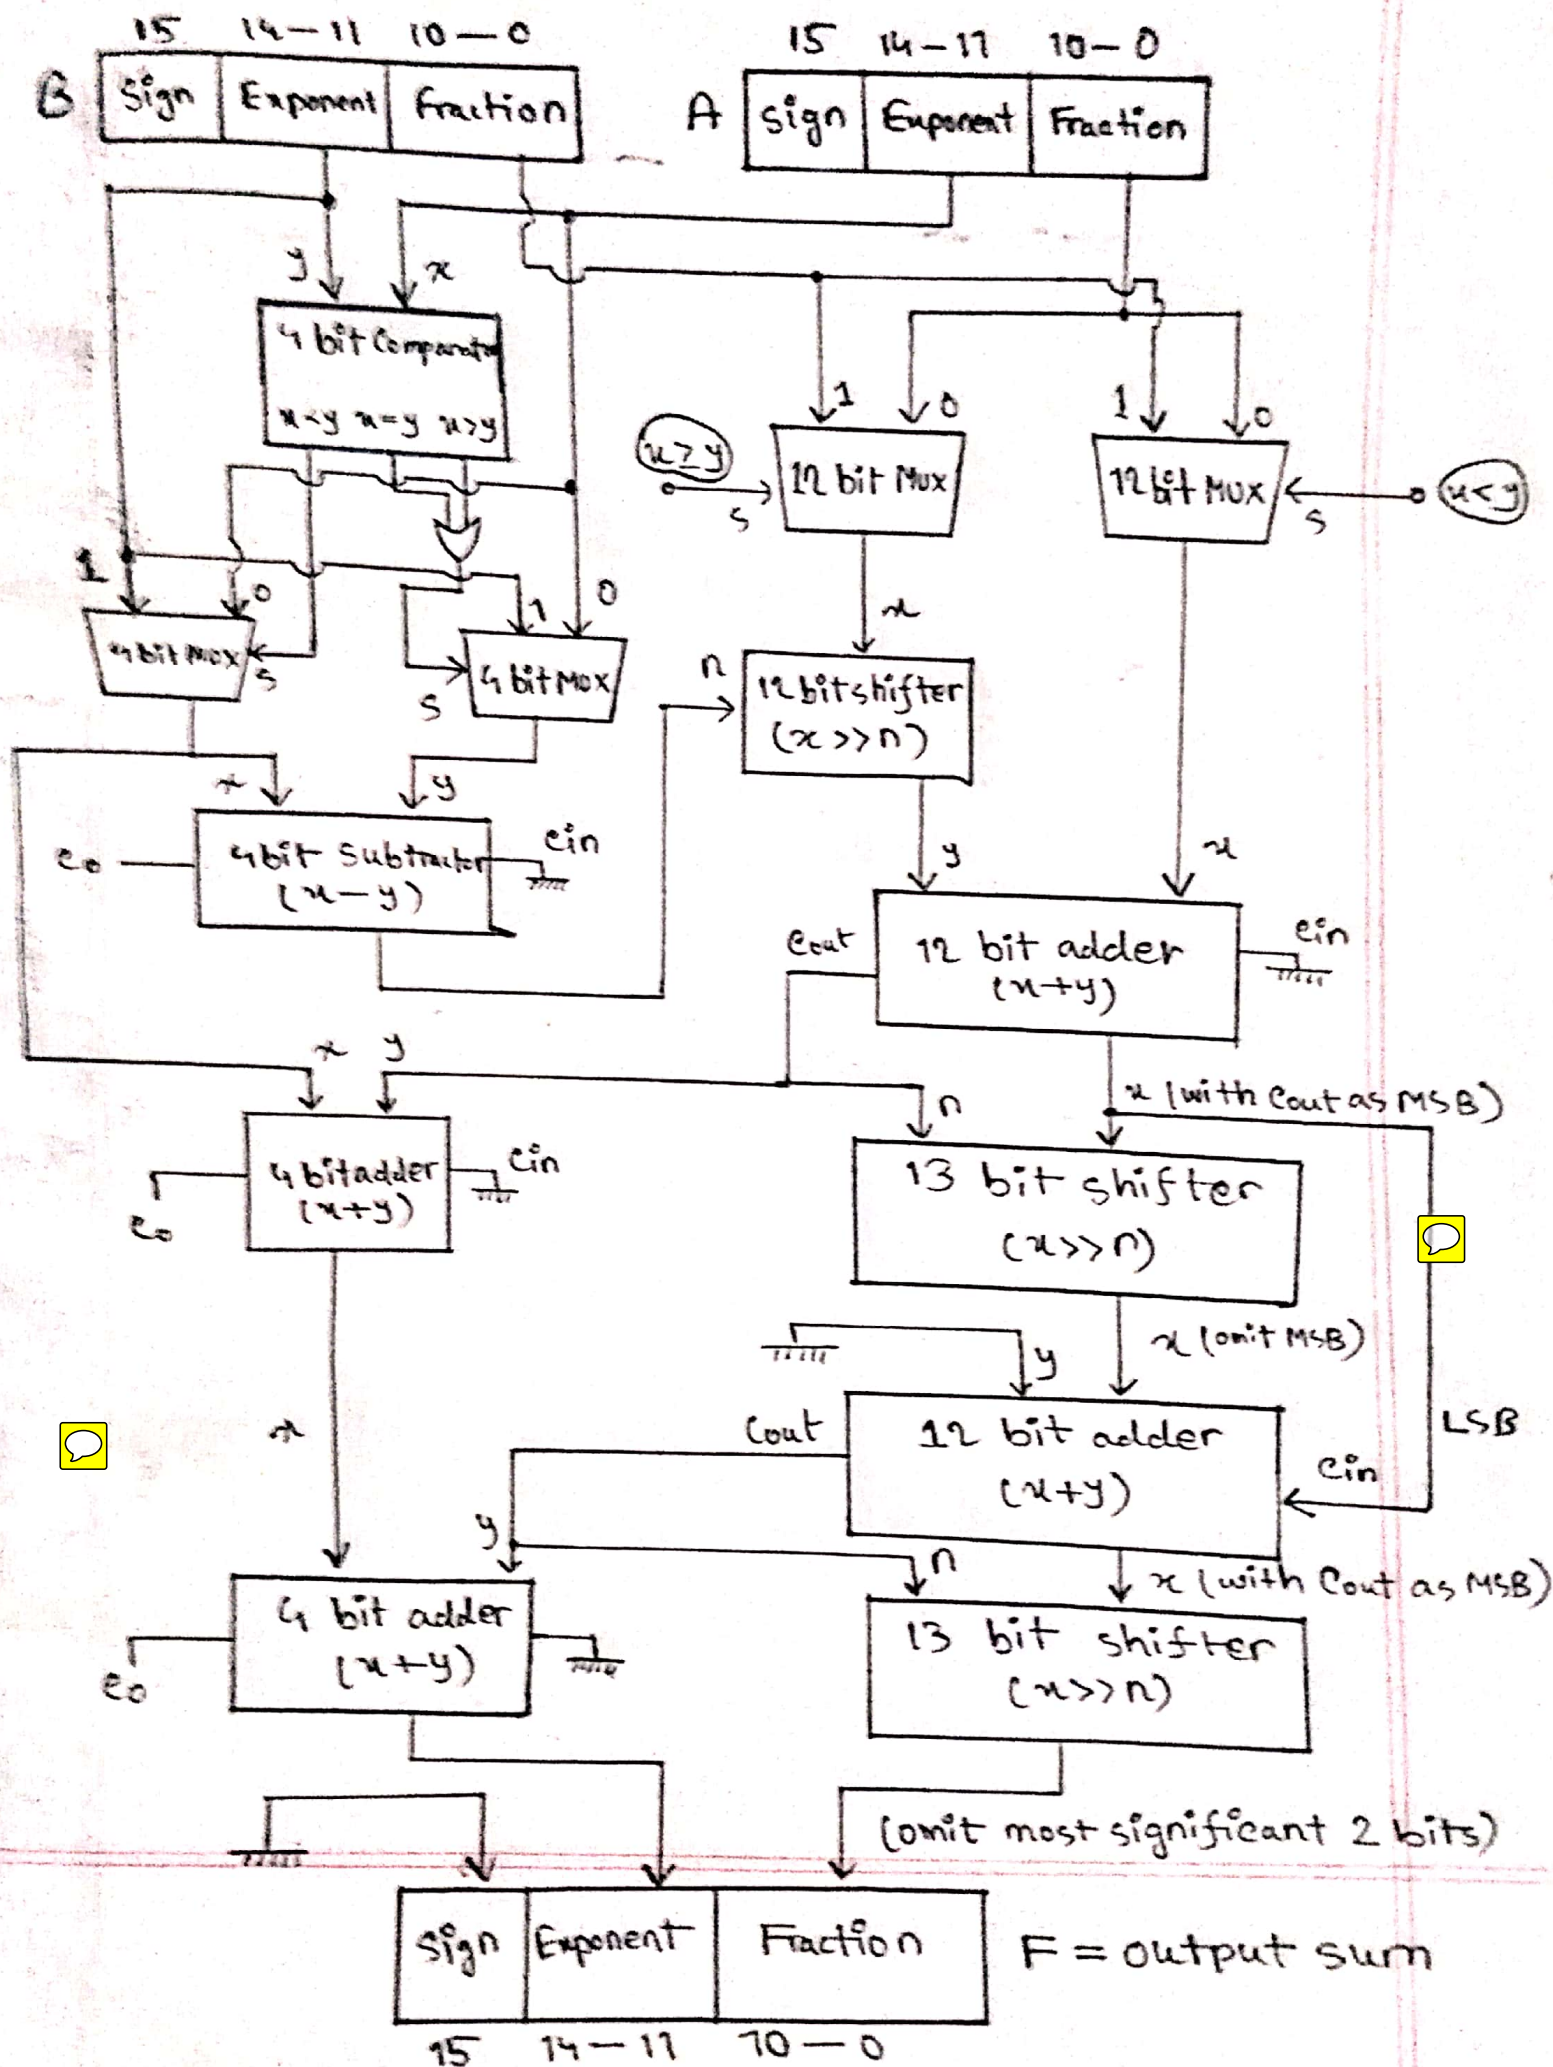 15 14-11 10-0
B Sign Exponent fraction
15 14-11 10-0
A Sign Exponent Fraction
y x
4 bit Comparator
x<y x=y x>y
1 0
x≥y
12 bit Mux
S
1 0
12 bit MUX
S
x<y
1 0
4 bit Mux
S
1 0
4 bit Mux
S
x
n
12 bit shifter
(x>>n)
x y
Co
4 bit Subtractor
(x-y)
Cin
y x
Cout
12 bit adder
(x+y)
Cin
x y
4 bit adder
(x+y)
Cin
Co
n
x (with Cout as MSB)
13 bit shifter
(x>>n)
x (omit MSB)
y
LSB
Cout
12 bit adder
(x+y)
Cin
x
y
4 bit adder
(x+y)
Co
n
x (with Cout as MSB)
13 bit shifter
(x>>n)
(omit most significant 2 bits)
Sign Exponent Fraction
F = output sum
15 14-11 10-0